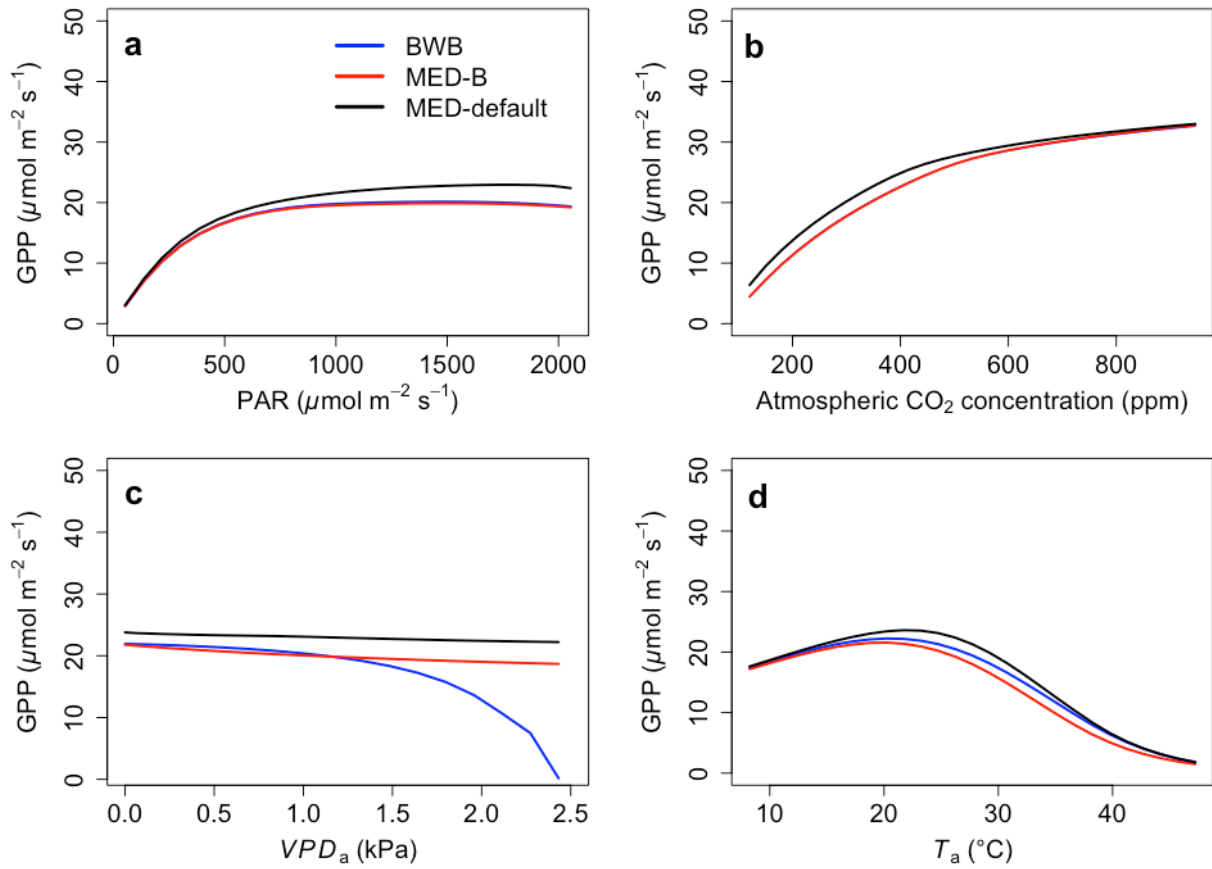 a
BWB
MED-B
MED-default
GPP (µmol m⁻² s⁻¹)
0 10 20 30 40 50
0 500 1000 1500 2000
PAR (µmol m⁻² s⁻¹)
b
GPP (µmol m⁻² s⁻¹)
0 10 20 30 40 50
200 400 600 800
Atmospheric CO₂ concentration (ppm)
c
GPP (µmol m⁻² s⁻¹)
0 10 20 30 40 50
0.0 0.5 1.0 1.5 2.0 2.5
VPDₐ (kPa)
d
GPP (µmol m⁻² s⁻¹)
0 10 20 30 40 50
10 20 30 40
Tₐ (°C)